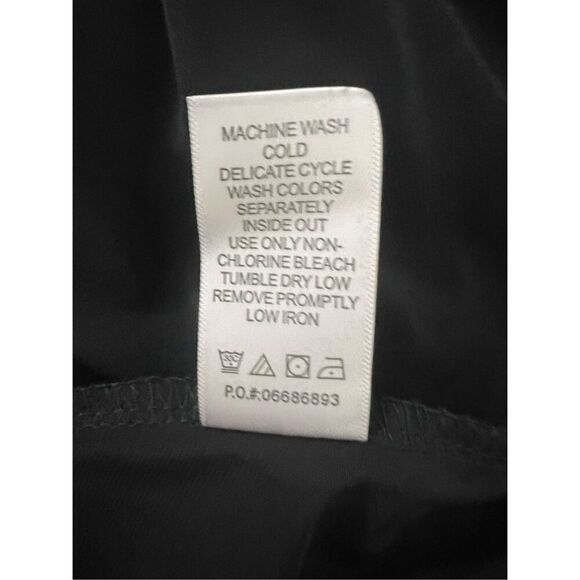 MACHINE WASH
COLD
DELICATE CYCLE
WASH COLORS
SEPARATELY
INSIDE OUT
USE ONLY NON-
CHLORINE BLEACH
TUMBLE DRY LOW
REMOVE PROMPTLY
LOW IRON
30C
P.O.#:06686893